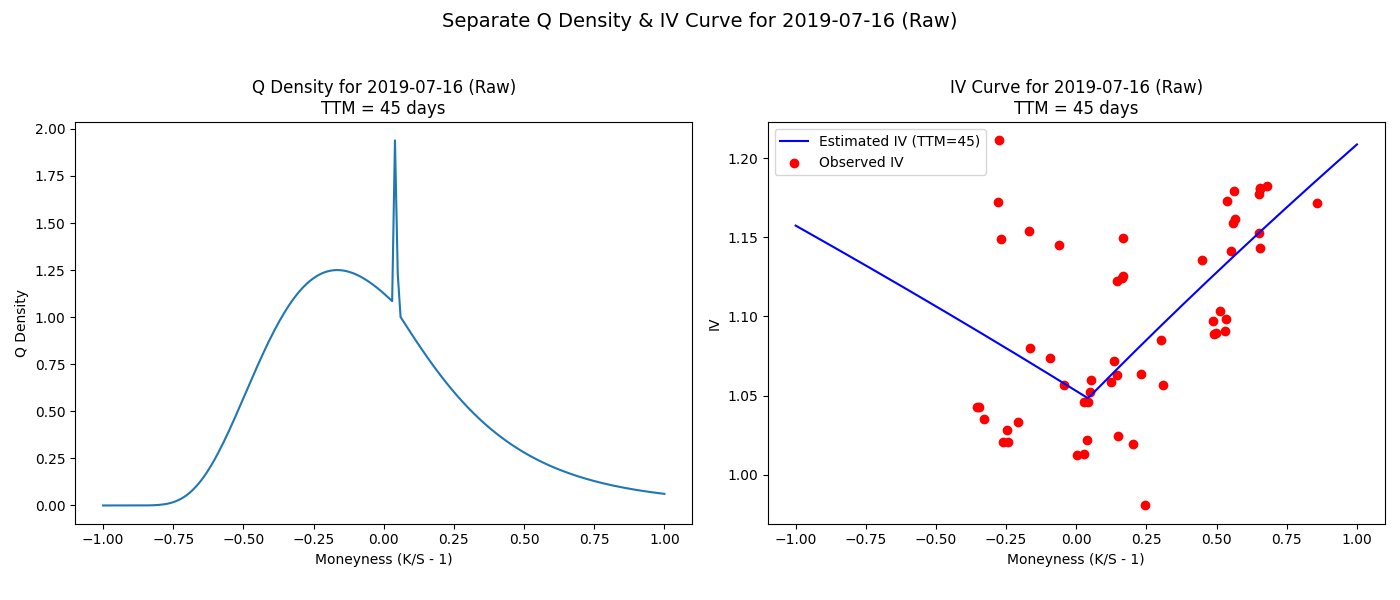 Separate Q Density & IV Curve for 2019-07-16 (Raw)
Q Density for 2019-07-16 (Raw)
TTM = 45 days
2.00
1.75
1.50
1.25
1.00
0.75
0.50
0.25
0.00
Q Density
−1.00
−0.75
−0.50
−0.25
0.00
0.25
0.50
0.75
1.00
Moneyness (K/S - 1)
IV Curve for 2019-07-16 (Raw)
TTM = 45 days
Estimated IV (TTM=45)
Observed IV
1.20
1.15
1.10
1.05
1.00
IV
−1.00
−0.75
−0.50
−0.25
0.00
0.25
0.50
0.75
1.00
Moneyness (K/S - 1)